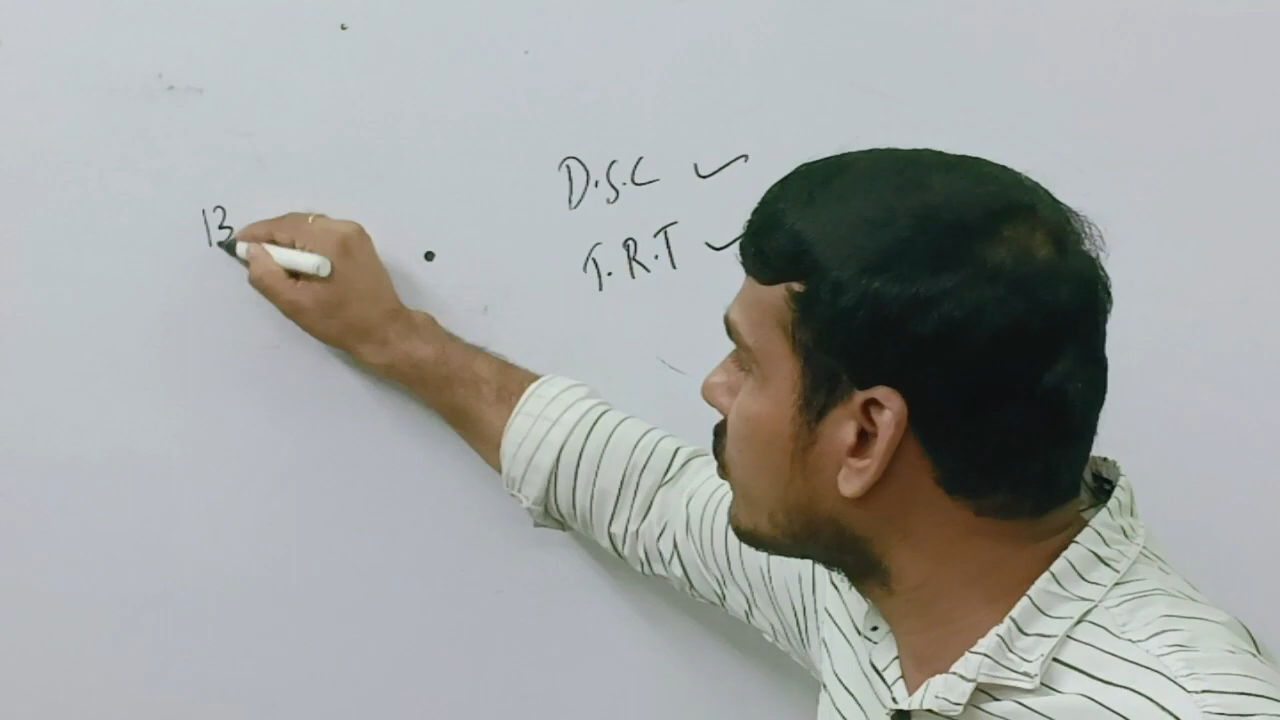 D.S.C ✓
T.R.T ✓
13